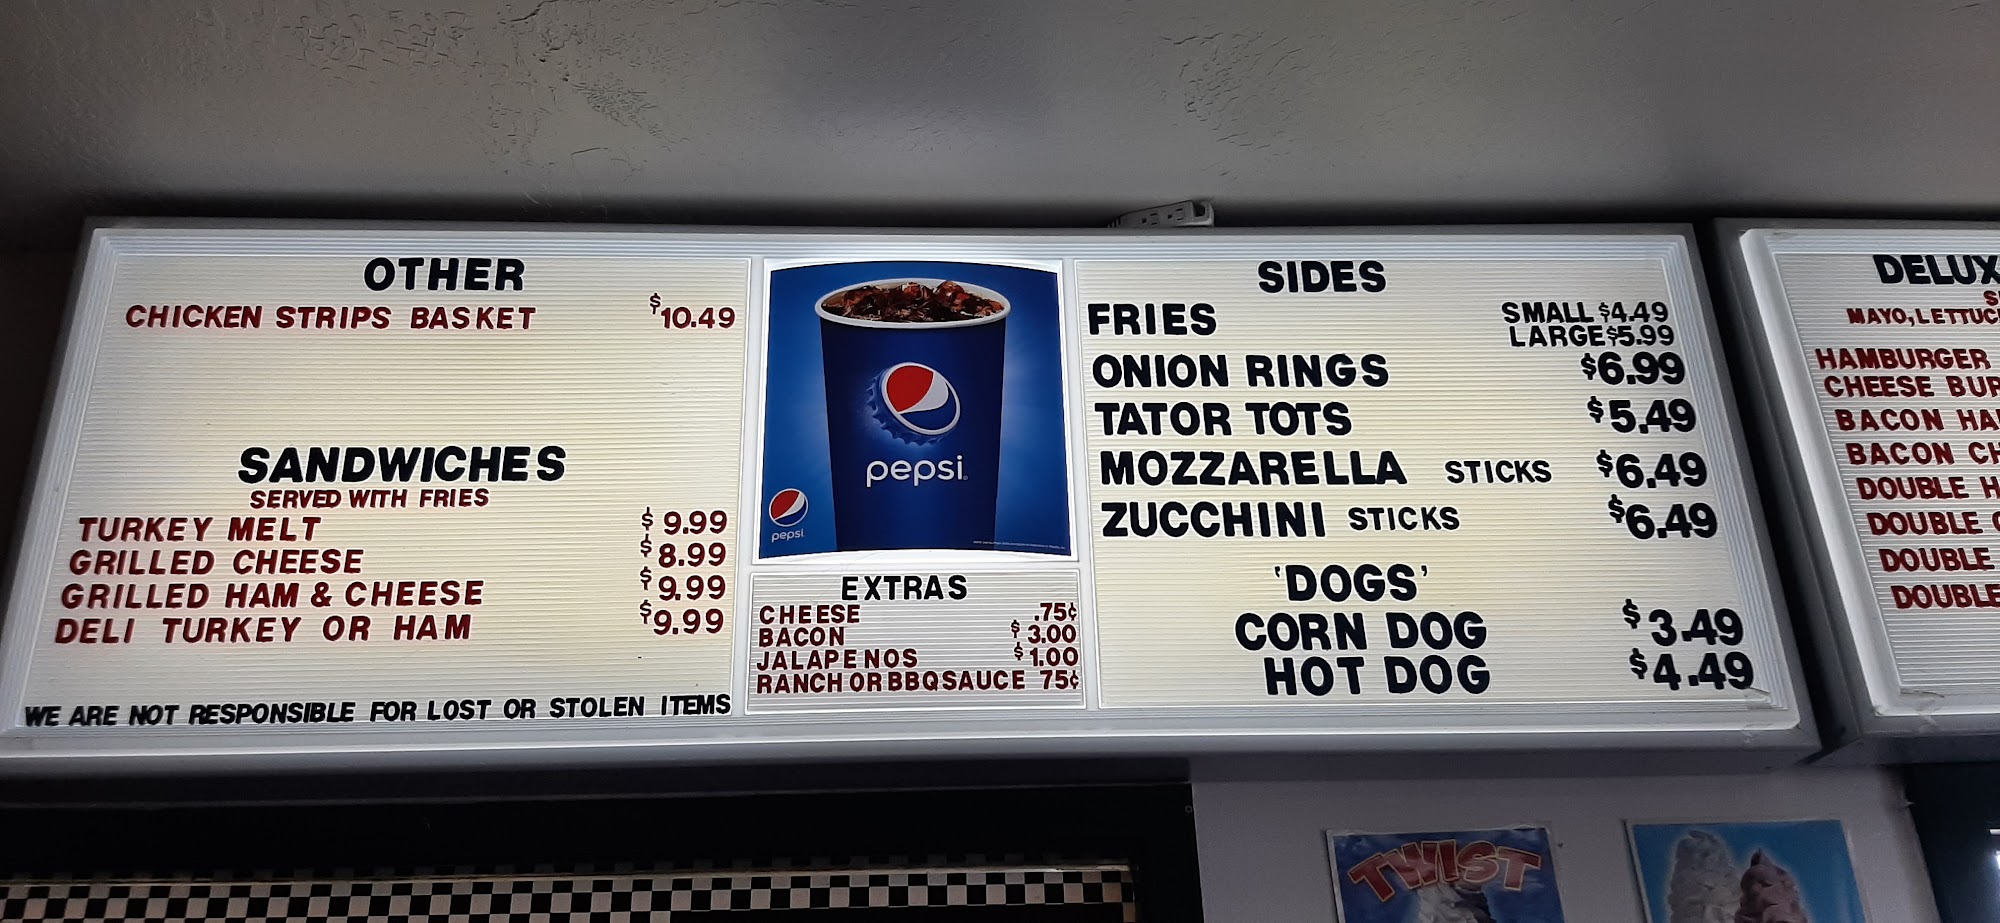 OTHER
CHICKEN STRIPS BASKET $10.49
SANDWICHES
SERVED WITH FRIES
TURKEY MELT $9.99
GRILLED CHEESE $8.99
GRILLED HAM & CHEESE $9.99
DELI TURKEY OR HAM $9.99
WE ARE NOT RESPONSIBLE FOR LOST OR STOLEN ITEMS
pepsi
pepsi
EXTRAS
CHEESE .75¢
BACON $3.00
JALAPENOS $1.00
RANCH OR BBQ SAUCE 75¢
SIDES
FRIES SMALL $4.49
LARGE $5.99
ONION RINGS $6.99
TATOR TOTS $5.49
MOZZARELLA STICKS $6.49
ZUCCHINI STICKS $6.49
'DOGS'
CORN DOG $3.49
HOT DOG $4.49
DELUX
S
MAYO, LETTUC
HAMBURGER
CHEESE BUR
BACON HA
BACON CH
DOUBLE H
DOUBLE
DOUBLE
DOUBLE
TWIST